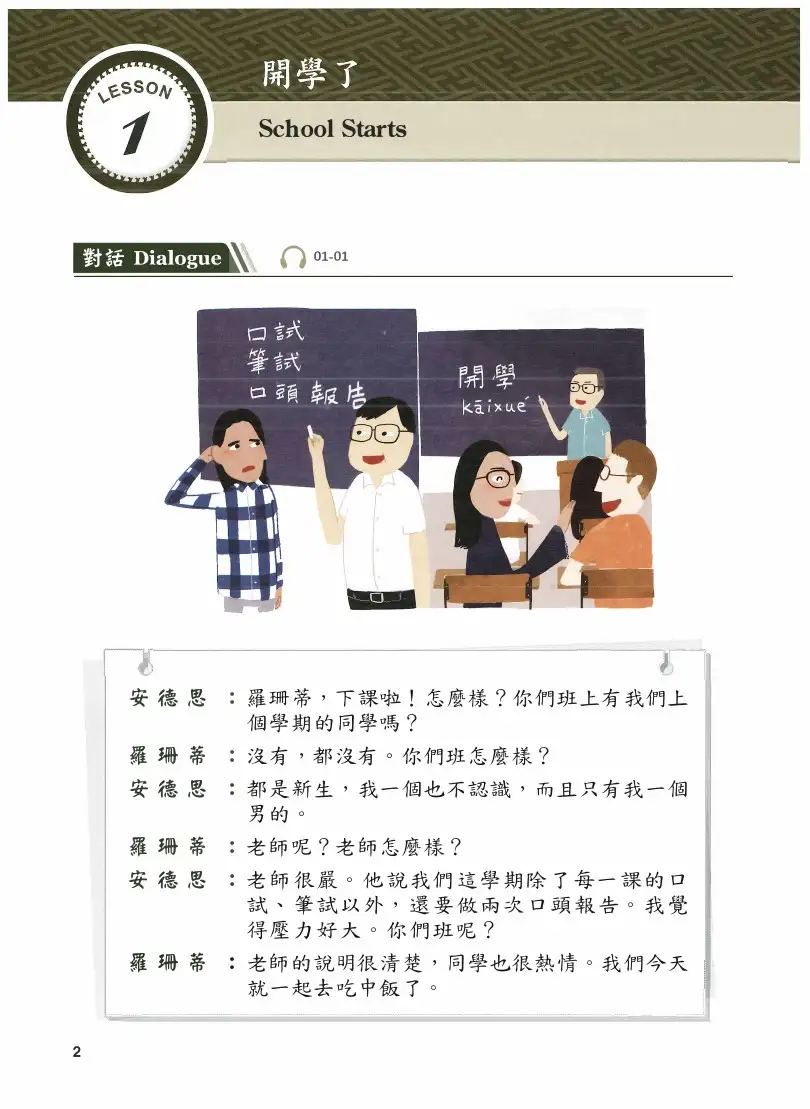 LESSON
1
開學了
School Starts
對話 Dialogue
01-01
口試
筆試
口頭報告
開學
kāixué
安德思：羅珊蒂，下課啦！怎麼樣？你們班上有我們上
個學期的同學嗎？
羅珊蒂：沒有，都沒有。你們班怎麼樣？
安德思：都是新生，我一個也不認識，而且只有我一個
男的。
羅珊蒂：老師呢？老師怎麼樣？
安德思：老師很嚴。他說我們這學期除了每一課的口
試、筆試以外，還要做兩次口頭報告。我覺
得壓力好大。你們班呢？
羅珊蒂：老師的說明很清楚，同學也很熱情。我們今天
就一起去吃中飯了。
2